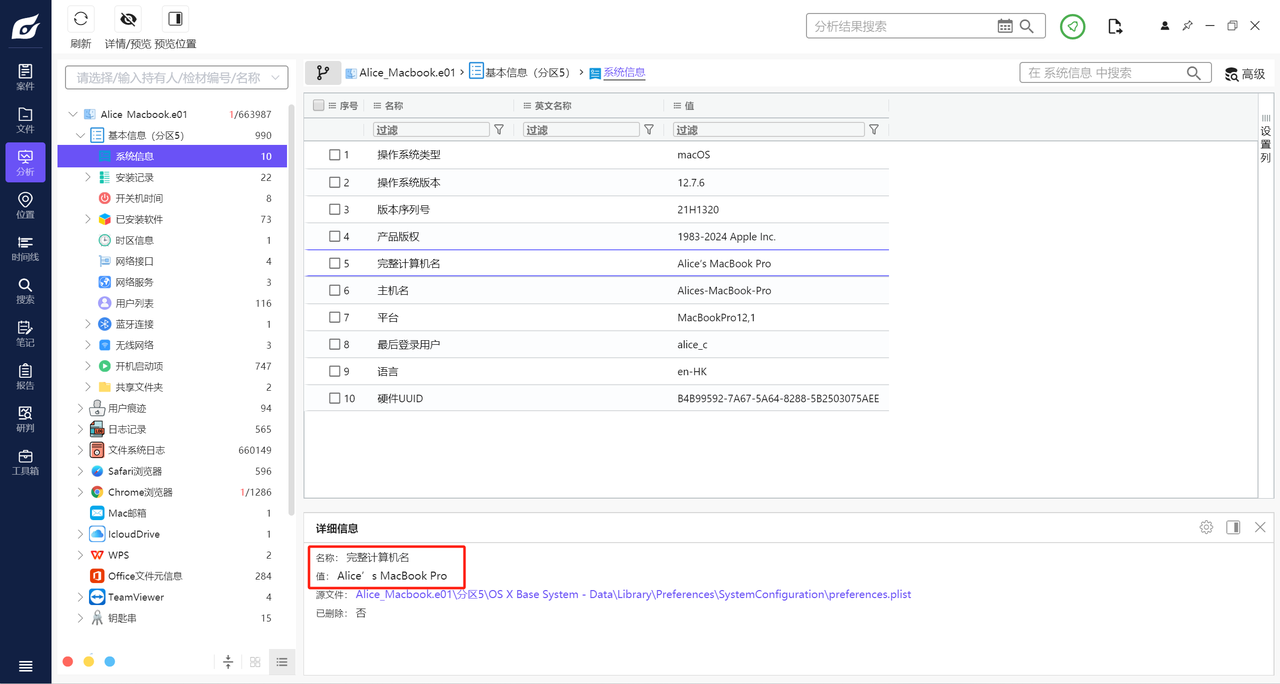 刷新
详情/预览
预览位置
分析结果搜索
案件
文件
分析
位置
时间线
搜索
笔记
报告
研判
工具箱
请选择/输入持有人/检材编号/名称
Alice_Macbook.e01 1/663987
基本信息（分区5） 990
系统信息 10
安装记录 22
开关机时间 8
已安装软件 73
时区信息 1
网络接口 4
网络服务 3
用户列表 116
蓝牙连接 1
无线网络 3
开机启动项 747
共享文件夹 2
用户痕迹 94
日志记录 565
文件系统日志 660149
Safari浏览器 596
Chrome浏览器 1/1286
Mac邮箱 1
IcloudDrive 1
WPS 2
Office文件元信息 284
TeamViewer 4
钥匙串 15
Alice_Macbook.e01 › 基本信息（分区5） › 系统信息
在 系统信息 中搜索
高级
序号 名称 英文名称 值
过滤 过滤 过滤
1 操作系统类型 macOS
2 操作系统版本 12.7.6
3 版本序列号 21H1320
4 产品版权 1983-2024 Apple Inc.
5 完整计算机名 Alice’s MacBook Pro
6 主机名 Alices-MacBook-Pro
7 平台 MacBookPro12,1
8 最后登录用户 alice_c
9 语言 en-HK
10 硬件UUID B4B99592-7A67-5A64-8288-5B2503075AEE
设置列
详细信息
名称： 完整计算机名
值： Alice’s MacBook Pro
源文件： Alice_Macbook.e01\分区5\OS X Base System - Data\Library\Preferences\SystemConfiguration\preferences.plist
已删除： 否